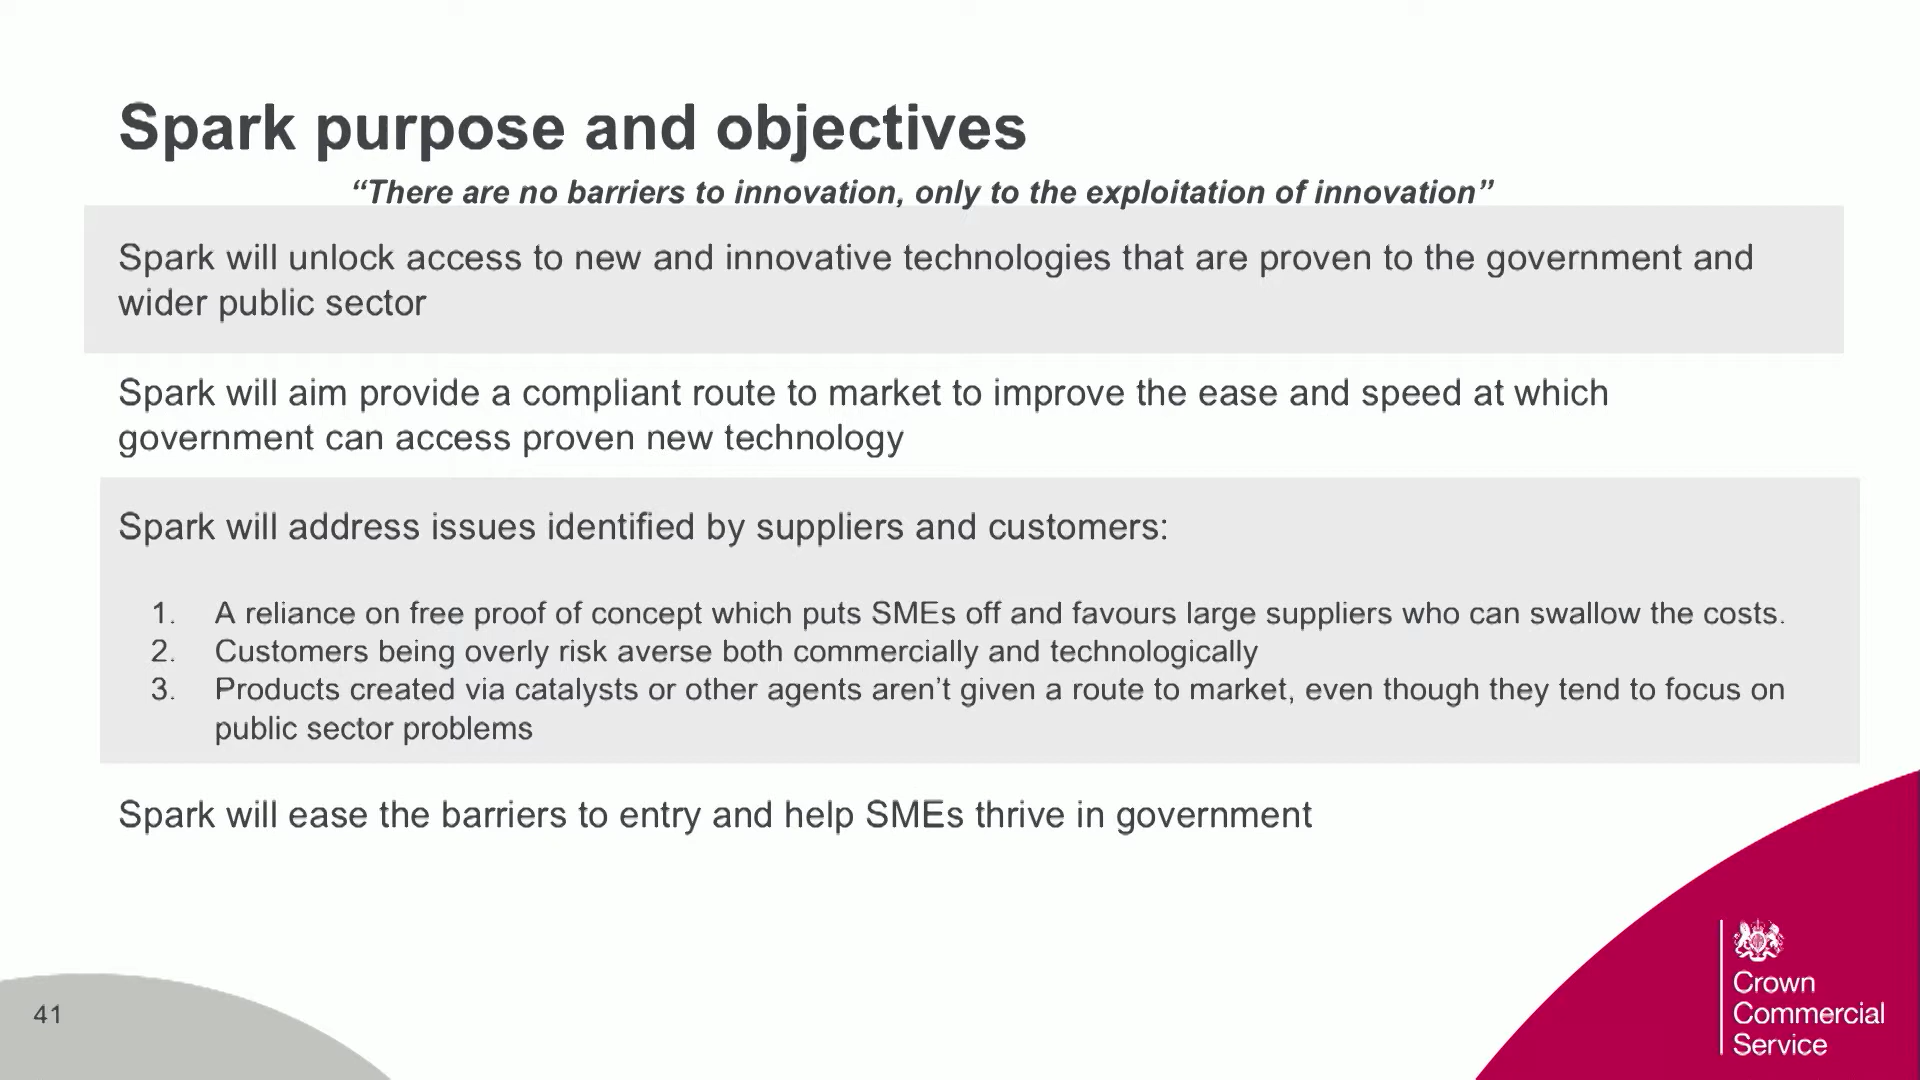 Spark purpose and objectives
“There are no barriers to innovation, only to the exploitation of innovation”
Spark will unlock access to new and innovative technologies that are proven to the government and
wider public sector
Spark will aim provide a compliant route to market to improve the ease and speed at which
government can access proven new technology
Spark will address issues identified by suppliers and customers:
1. A reliance on free proof of concept which puts SMEs off and favours large suppliers who can swallow the costs.
2. Customers being overly risk averse both commercially and technologically
3. Products created via catalysts or other agents aren’t given a route to market, even though they tend to focus on
public sector problems
Spark will ease the barriers to entry and help SMEs thrive in government
41
Crown
Commercial
Service